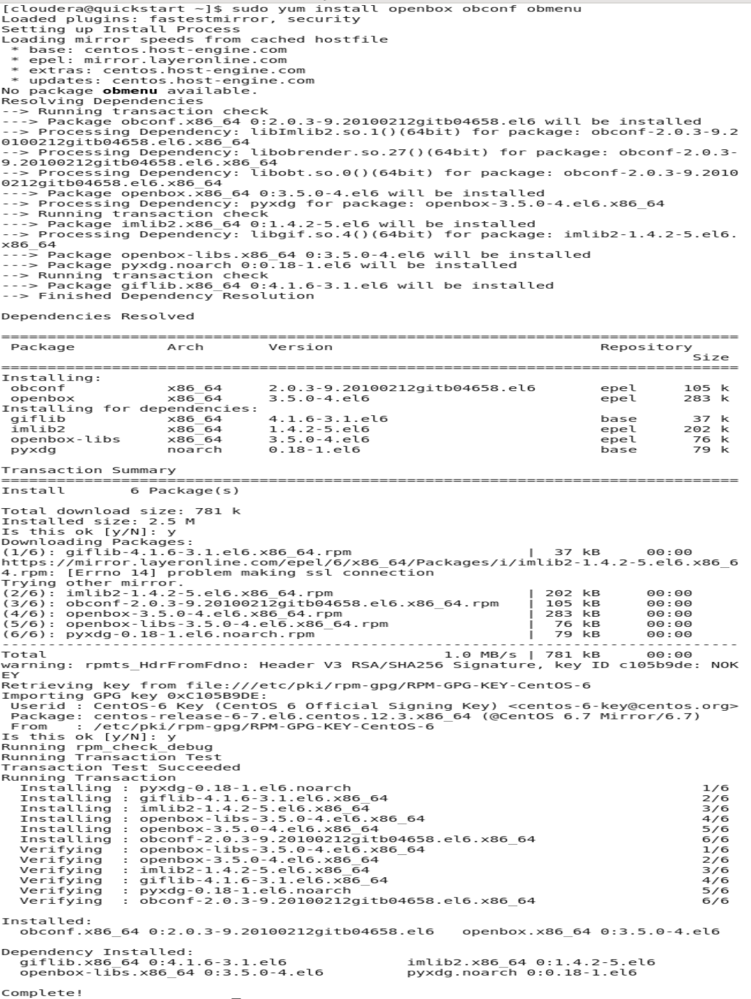 [cloudera@quickstart ~]$ sudo yum install openbox obconf obmenu
Loaded plugins: fastestmirror, security
Setting up Install Process
Loading mirror speeds from cached hostfile
 * base: centos.host-engine.com
 * epel: mirror.layeronline.com
 * extras: centos.host-engine.com
 * updates: centos.host-engine.com
No package obmenu available.
Resolving Dependencies
--> Running transaction check
---> Package obconf.x86_64 0:2.0.3-9.20100212gitb04658.el6 will be installed
--> Processing Dependency: libImlib2.so.1()(64bit) for package: obconf-2.0.3-9.2
0100212gitb04658.el6.x86_64
--> Processing Dependency: libobrender.so.27()(64bit) for package: obconf-2.0.3-
9.20100212gitb04658.el6.x86_64
--> Processing Dependency: libobt.so.0()(64bit) for package: obconf-2.0.3-9.2010
0212gitb04658.el6.x86_64
---> Package openbox.x86_64 0:3.5.0-4.el6 will be installed
--> Processing Dependency: pyxdg for package: openbox-3.5.0-4.el6.x86_64
--> Running transaction check
---> Package imlib2.x86_64 0:1.4.2-5.el6 will be installed
--> Processing Dependency: libgif.so.4()(64bit) for package: imlib2-1.4.2-5.el6.
x86_64
---> Package openbox-libs.x86_64 0:3.5.0-4.el6 will be installed
---> Package pyxdg.noarch 0:0.18-1.el6 will be installed
--> Running transaction check
---> Package giflib.x86_64 0:4.1.6-3.1.el6 will be installed
--> Finished Dependency Resolution
Dependencies Resolved
================================================================================
 Package          Arch          Version          Repository
Size
================================================================================
Installing:
 obconf          x86_64          2.0.3-9.20100212gitb04658.el6          epel          105 k
 openbox          x86_64          3.5.0-4.el6          epel          283 k
Installing for dependencies:
 giflib          x86_64          4.1.6-3.1.el6          base          37 k
 imlib2          x86_64          1.4.2-5.el6          epel          202 k
 openbox-libs          x86_64          3.5.0-4.el6          epel          76 k
 pyxdg          noarch          0.18-1.el6          base          79 k
Transaction Summary
================================================================================
Install       6 Package(s)
Total download size: 781 k
Installed size: 2.5 M
Is this ok [y/N]: y
Downloading Packages:
(1/6): giflib-4.1.6-3.1.el6.x86_64.rpm          |  37 kB     00:00
https://mirror.layeronline.com/epel/6/x86_64/Packages/i/imlib2-1.4.2-5.el6.x86_6
4.rpm: [Errno 14] problem making ssl connection
Trying other mirror.
(2/6): imlib2-1.4.2-5.el6.x86_64.rpm          | 202 kB     00:00
(3/6): obconf-2.0.3-9.20100212gitb04658.el6.x86_64.rpm   | 105 kB     00:00
(4/6): openbox-3.5.0-4.el6.x86_64.rpm          | 283 kB     00:00
(5/6): openbox-libs-3.5.0-4.el6.x86_64.rpm          |  76 kB     00:00
(6/6): pyxdg-0.18-1.el6.noarch.rpm          |  79 kB     00:00
--------------------------------------------------------------------------------
Total          1.0 MB/s | 781 kB     00:00
warning: rpmts_HdrFromFdno: Header V3 RSA/SHA256 Signature, key ID c105b9de: NOK
EY
Retrieving key from file:///etc/pki/rpm-gpg/RPM-GPG-KEY-CentOS-6
Importing GPG key 0xC105B9DE:
 Userid : CentOS-6 Key (CentOS 6 Official Signing Key) <centos-6-key@centos.org>
 Package: centos-release-6-7.el6.centos.12.3.x86_64 (@CentOS 6.7 Mirror/6.7)
 From   : /etc/pki/rpm-gpg/RPM-GPG-KEY-CentOS-6
Is this ok [y/N]: y
Running rpm_check_debug
Running Transaction Test
Transaction Test Succeeded
Running Transaction
  Installing : pyxdg-0.18-1.el6.noarch          1/6
  Installing : giflib-4.1.6-3.1.el6.x86_64          2/6
  Installing : imlib2-1.4.2-5.el6.x86_64          3/6
  Installing : openbox-libs-3.5.0-4.el6.x86_64          4/6
  Installing : openbox-3.5.0-4.el6.x86_64          5/6
  Installing : obconf-2.0.3-9.20100212gitb04658.el6.x86_64          6/6
  Verifying  : openbox-libs-3.5.0-4.el6.x86_64          1/6
  Verifying  : openbox-3.5.0-4.el6.x86_64          2/6
  Verifying  : imlib2-1.4.2-5.el6.x86_64          3/6
  Verifying  : giflib-4.1.6-3.1.el6.x86_64          4/6
  Verifying  : pyxdg-0.18-1.el6.noarch          5/6
  Verifying  : obconf-2.0.3-9.20100212gitb04658.el6.x86_64          6/6
Installed:
  obconf.x86_64 0:2.0.3-9.20100212gitb04658.el6   openbox.x86_64 0:3.5.0-4.el6
Dependency Installed:
  giflib.x86_64 0:4.1.6-3.1.el6          imlib2.x86_64 0:1.4.2-5.el6
  openbox-libs.x86_64 0:3.5.0-4.el6          pyxdg.noarch 0:0.18-1.el6
Complete!